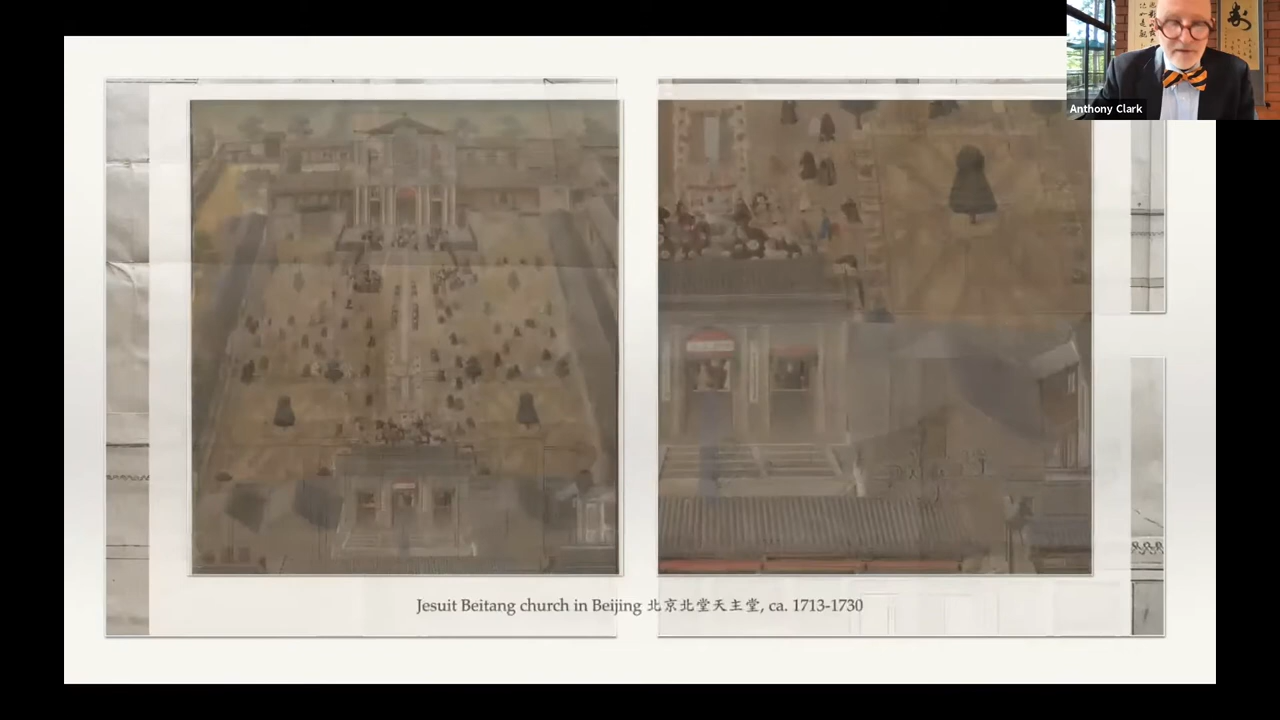 Anthony Clark
Jesuit Beitang church in Beijing 北京北堂天主堂, ca. 1713-1730